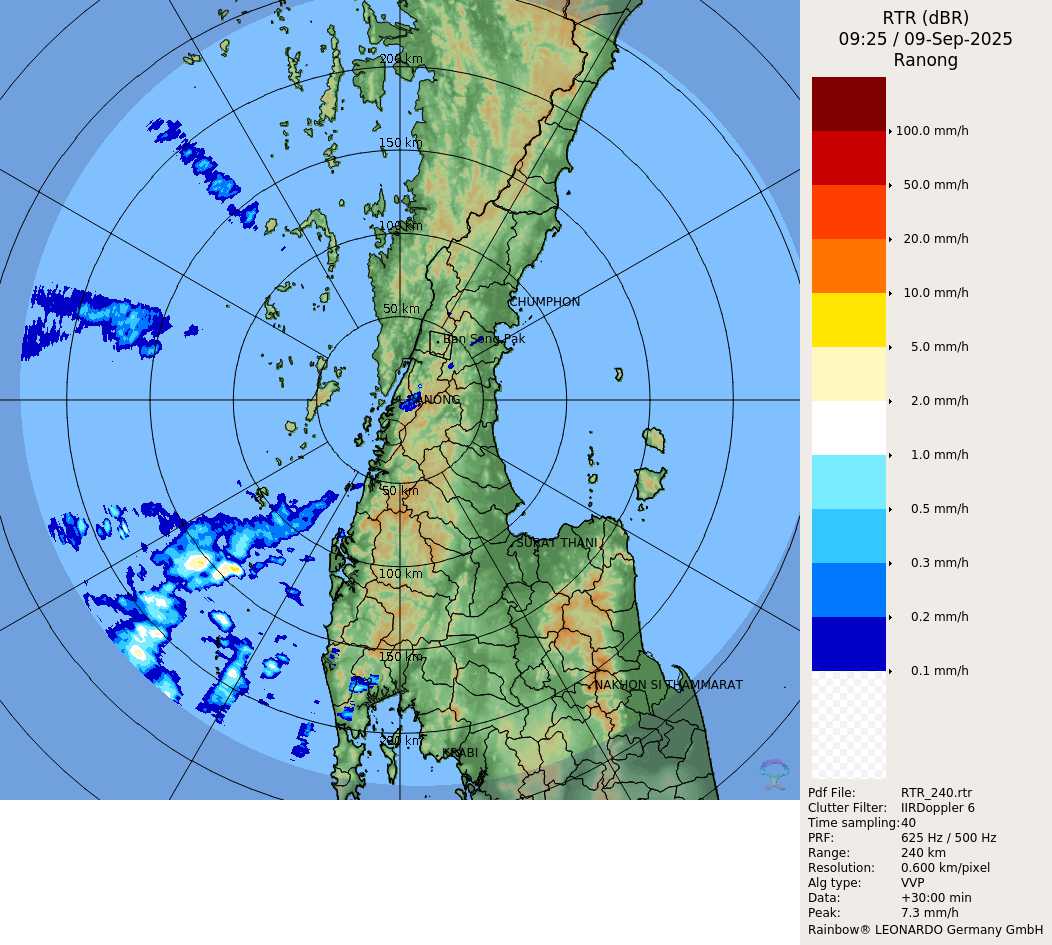 RTR (dBR)
09:25 / 09-Sep-2025
Ranong
100.0 mm/h
50.0 mm/h
20.0 mm/h
10.0 mm/h
5.0 mm/h
2.0 mm/h
1.0 mm/h
0.5 mm/h
0.3 mm/h
0.2 mm/h
0.1 mm/h
200 km
150 km
100 km
50 km
CHUMPHON
Ban Song Pak
RANONG
50 km
SURAT THANI
100 km
150 km
NAKHON SI THAMMARAT
200 km
KRABI
Pdf File: RTR_240.rtr
Clutter Filter: IIRDoppler 6
Time sampling: 40
PRF: 625 Hz / 500 Hz
Range: 240 km
Resolution: 0.600 km/pixel
Alg type: VVP
Data: +30:00 min
Peak: 7.3 mm/h
Rainbow® LEONARDO Germany GmbH